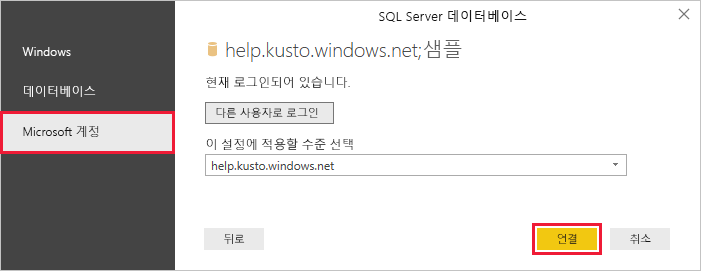 SQL Server 데이터베이스
Windows
데이터베이스
Microsoft 계정
help.kusto.windows.net;샘플
현재 로그인되어 있습니다.
다른 사용자로 로그인
이 설정에 적용할 수준 선택
help.kusto.windows.net
뒤로
연결
취소